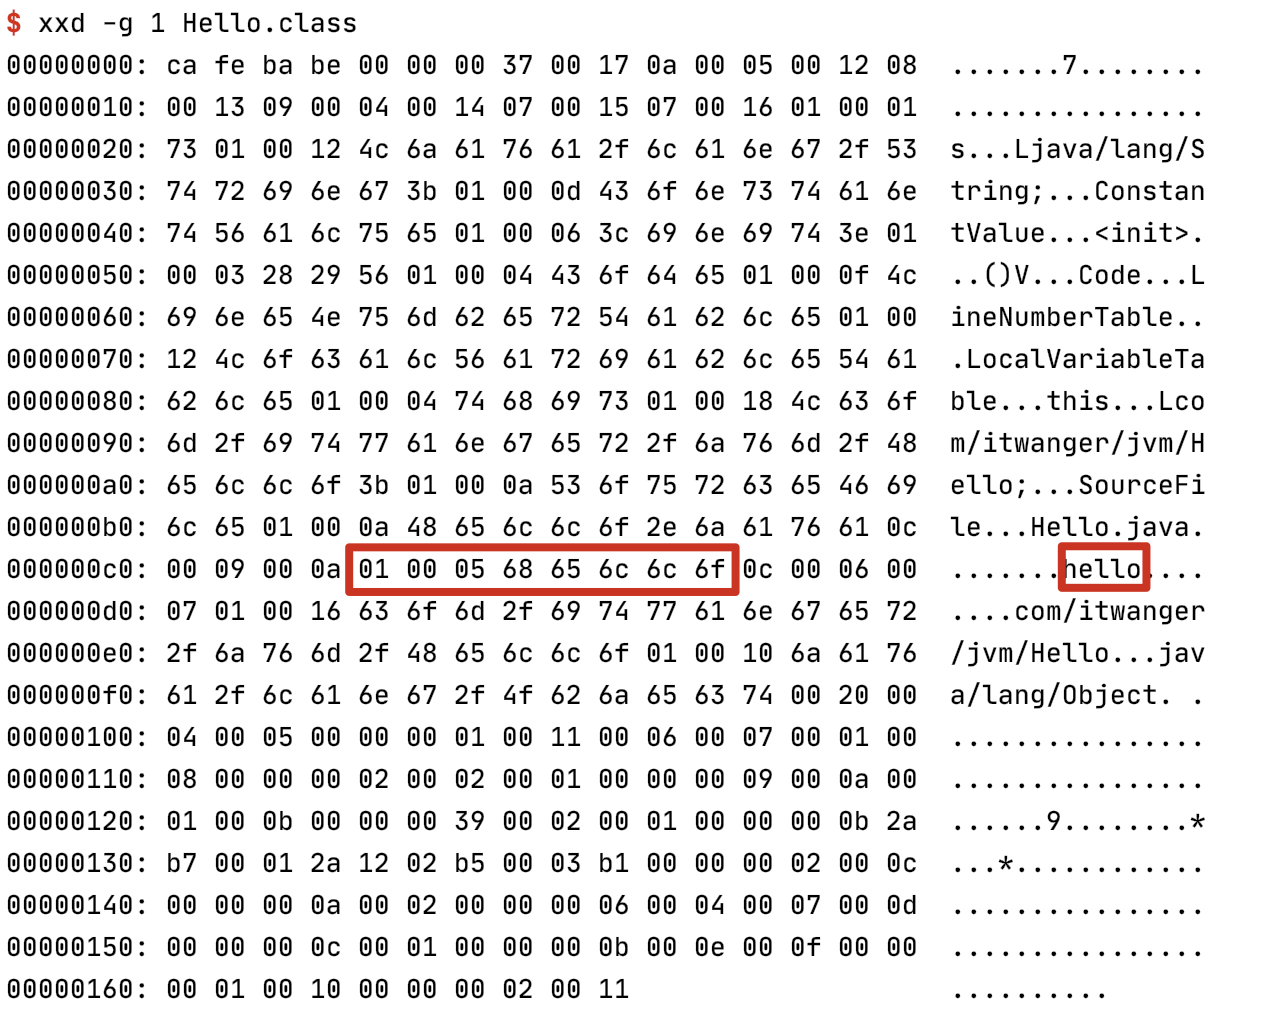 $ xxd -g 1 Hello.class
00000000: ca fe ba be 00 00 00 37 00 17 0a 00 05 00 12 08  .......7........
00000010: 00 13 09 00 04 00 14 07 00 15 07 00 16 01 00 01  ................
00000020: 73 01 00 12 4c 6a 61 76 61 2f 6c 61 6e 67 2f 53  s...Ljava/lang/S
00000030: 74 72 69 6e 67 3b 01 00 0d 43 6f 6e 73 74 61 6e  tring;...Constan
00000040: 74 56 61 6c 75 65 01 00 06 3c 69 6e 69 74 3e 01  tValue...<init>.
00000050: 00 03 28 29 56 01 00 04 43 6f 64 65 01 00 0f 4c  ..()V...Code...L
00000060: 69 6e 65 4e 75 6d 62 65 72 54 61 62 6c 65 01 00  ineNumberTable..
00000070: 12 4c 6f 63 61 6c 56 61 72 69 61 62 6c 65 54 61  .LocalVariableTa
00000080: 62 6c 65 01 00 04 74 68 69 73 01 00 18 4c 63 6f  ble...this...Lco
00000090: 6d 2f 69 74 77 61 6e 67 65 72 2f 6a 76 6d 2f 48  m/itwanger/jvm/H
000000a0: 65 6c 6c 6f 3b 01 00 0a 53 6f 75 72 63 65 46 69  ello;...SourceFi
000000b0: 6c 65 01 00 0a 48 65 6c 6c 6f 2e 6a 61 76 61 0c  le...Hello.java.
000000c0: 00 09 00 0a 01 00 05 68 65 6c 6c 6f 0c 00 06 00  .......hello....
000000d0: 07 01 00 16 63 6f 6d 2f 69 74 77 61 6e 67 65 72  ....com/itwanger
000000e0: 2f 6a 76 6d 2f 48 65 6c 6c 6f 01 00 10 6a 61 76  /jvm/Hello...jav
000000f0: 61 2f 6c 61 6e 67 2f 4f 62 6a 65 63 74 00 20 00  a/lang/Object. .
00000100: 04 00 05 00 00 00 01 00 11 00 06 00 07 00 01 00  ................
00000110: 08 00 00 00 02 00 02 00 01 00 00 00 09 00 0a 00  ................
00000120: 01 00 0b 00 00 00 39 00 02 00 01 00 00 00 0b 2a  ......9........*
00000130: b7 00 01 2a 12 02 b5 00 03 b1 00 00 00 02 00 0c  ...*............
00000140: 00 00 00 0a 00 02 00 00 00 06 00 04 00 07 00 0d  ................
00000150: 00 00 00 0c 00 01 00 00 00 0b 00 0e 00 0f 00 00  ................
00000160: 00 01 00 10 00 00 00 02 00 11  ..........